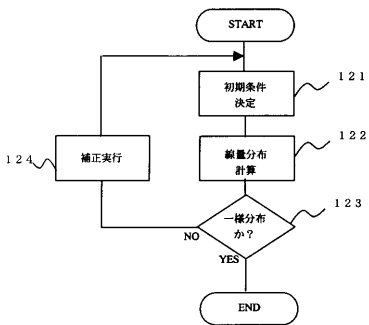 START
初期条件
決定
121
線量分布
計算
122
124
補正実行
一様分布
か?
123
NO
YES
END